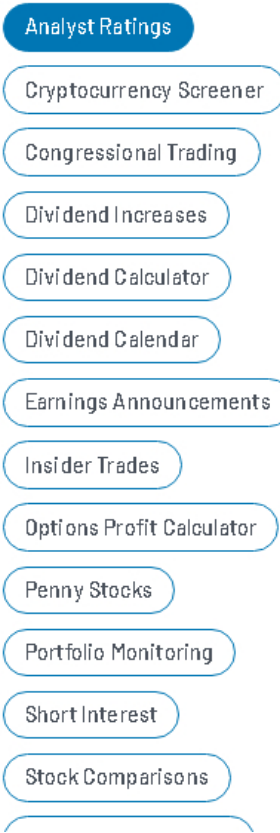 Analyst Ratings
Cryptocurrency Screener
Congressional Trading
Dividend Increases
Dividend Calculator
Dividend Calendar
Earnings Announcements
Insider Trades
Options Profit Calculator
Penny Stocks
Portfolio Monitoring
Short Interest
Stock Comparisons